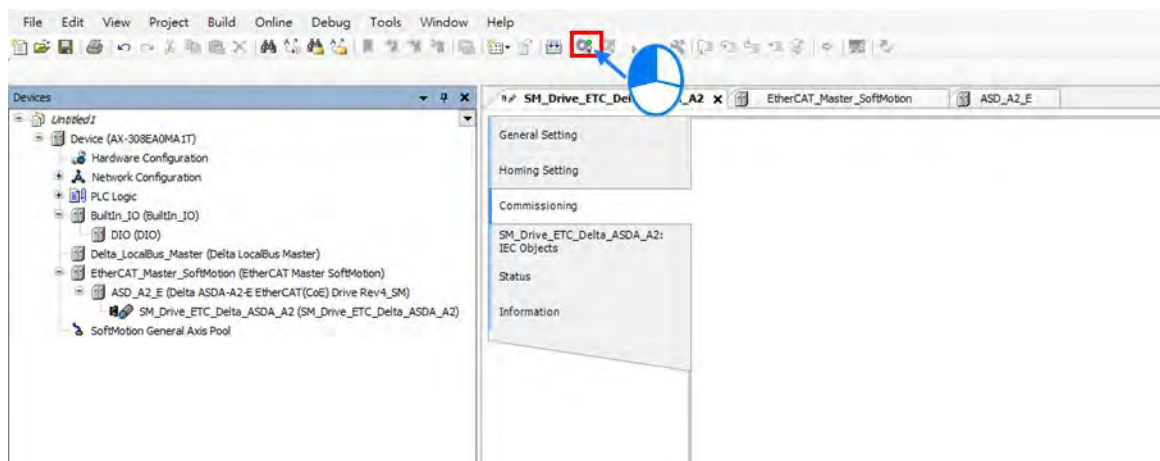 File Edit View Project Build Online Debug Tools Window Help
Devices
Untitled1
Device (AX-308EA0MA1T)
Hardware Configuration
Network Configuration
PLC Logic
BuiltIn_IO (BuiltIn_IO)
DIO (DIO)
Delta_LocalBus_Master (Delta LocalBus Master)
EtherCAT_Master_SoftMotion (EtherCAT Master SoftMotion)
ASD_A2_E (Delta ASDA-A2-E EtherCAT(CoE) Drive Rev4_SM)
SM_Drive_ETC_Delta_ASDA_A2 (SM_Drive_ETC_Delta_ASDA_A2)
SoftMotion General Axis Pool
SM_Drive_ETC_Del A2 EtherCAT_Master_SoftMotion ASD_A2_E
General Setting
Homing Setting
Commissioning
SM_Drive_ETC_Delta_ASDA_A2:
IEC Objects
Status
Information